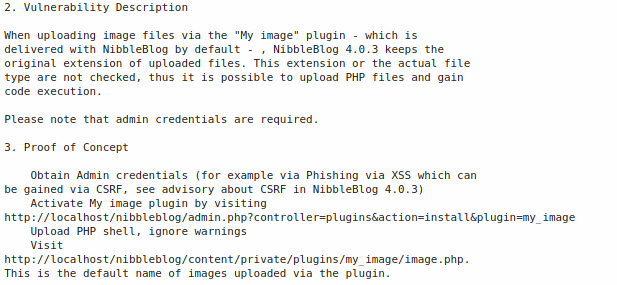 2. Vulnerability Description
When uploading image files via the "My image" plugin - which is
delivered with NibbleBlog by default - , NibbleBlog 4.0.3 keeps the
original extension of uploaded files. This extension or the actual file
type are not checked, thus it is possible to upload PHP files and gain
code execution.
Please note that admin credentials are required.
3. Proof of Concept
Obtain Admin credentials (for example via Phishing via XSS which can
be gained via CSRF, see advisory about CSRF in NibbleBlog 4.0.3)
Activate My image plugin by visiting
http://localhost/nibbleblog/admin.php?controller=plugins&action=install&plugin=my_image
Upload PHP shell, ignore warnings
Visit
http://localhost/nibbleblog/content/private/plugins/my_image/image.php.
This is the default name of images uploaded via the plugin.